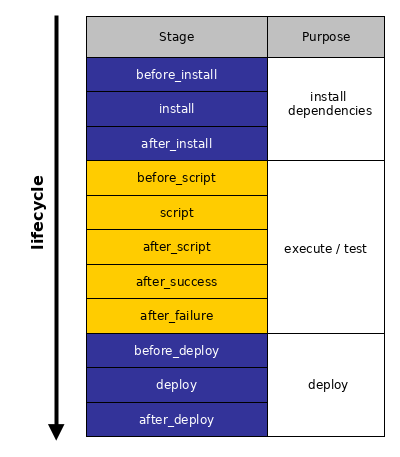 lifecycle
Stage
Purpose
before_install
install
after_install
install
dependencies
before_script
script
after_script
after_success
after_failure
execute / test
before_deploy
deploy
after_deploy
deploy